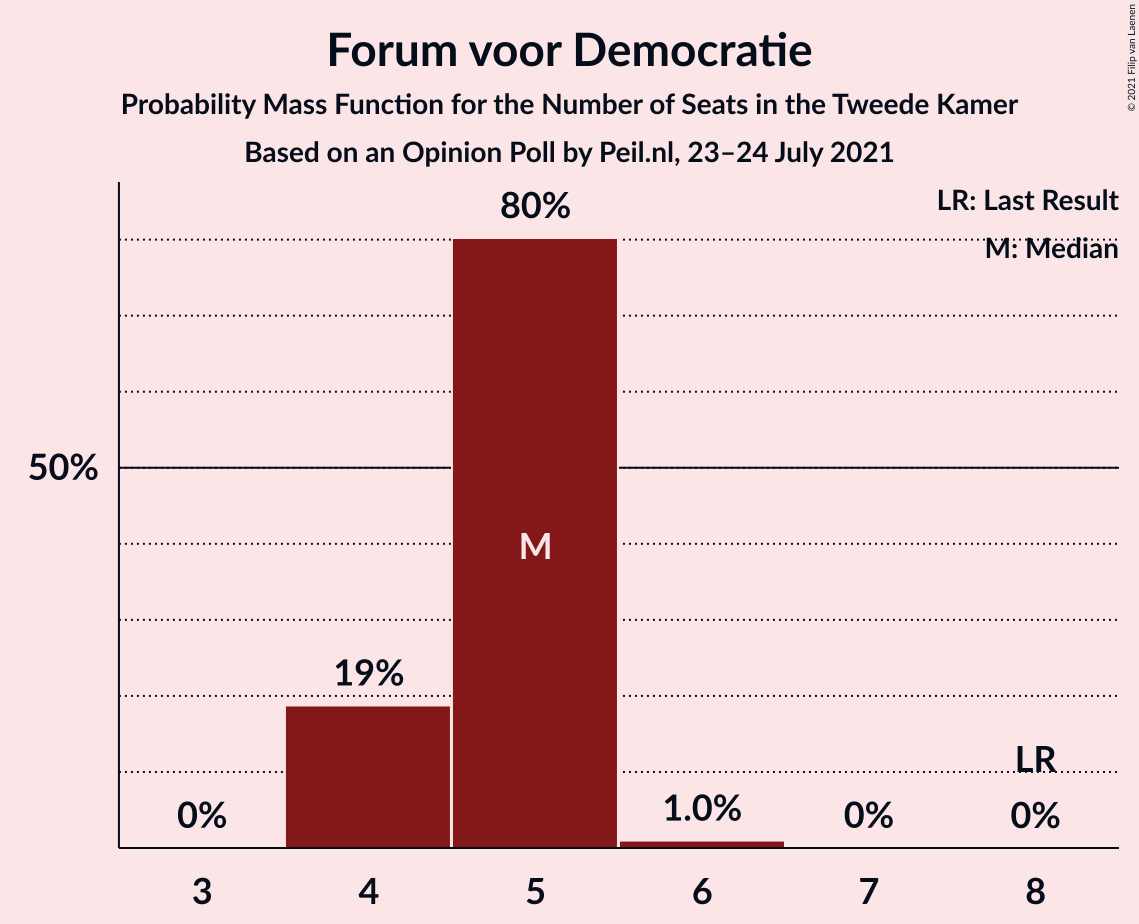 Forum voor Democratie
Probability Mass Function for the Number of Seats in the Tweede Kamer
Based on an Opinion Poll by Peil.nl, 23–24 July 2021
© 2021 Filip van Laenen
LR: Last Result
M: Median
80%
50%
M
19%
LR
0%
1.0%
0%
0%
3 4 5 6 7 8